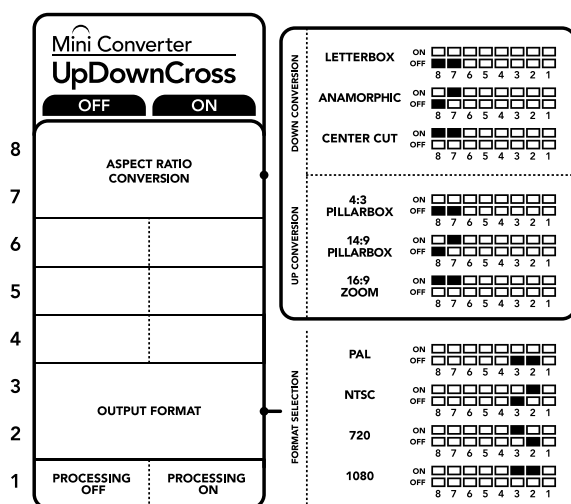 Mini Converter
UpDownCross
OFF ON
8
ASPECT RATIO
CONVERSION
7
6
5
4
3
OUTPUT FORMAT
2
1
PROCESSING
OFF
PROCESSING
ON
DOWN CONVERSION
LETTERBOX
ON
OFF
8 7 6 5 4 3 2 1
ANAMORPHIC
ON
OFF
8 7 6 5 4 3 2 1
CENTER CUT
ON
OFF
8 7 6 5 4 3 2 1
UP CONVERSION
4:3
PILLARBOX
ON
OFF
8 7 6 5 4 3 2 1
14:9
PILLARBOX
ON
OFF
8 7 6 5 4 3 2 1
16:9
ZOOM
ON
OFF
8 7 6 5 4 3 2 1
FORMAT SELECTION
PAL
ON
OFF
8 7 6 5 4 3 2 1
NTSC
ON
OFF
8 7 6 5 4 3 2 1
720
ON
OFF
8 7 6 5 4 3 2 1
1080
ON
OFF
8 7 6 5 4 3 2 1